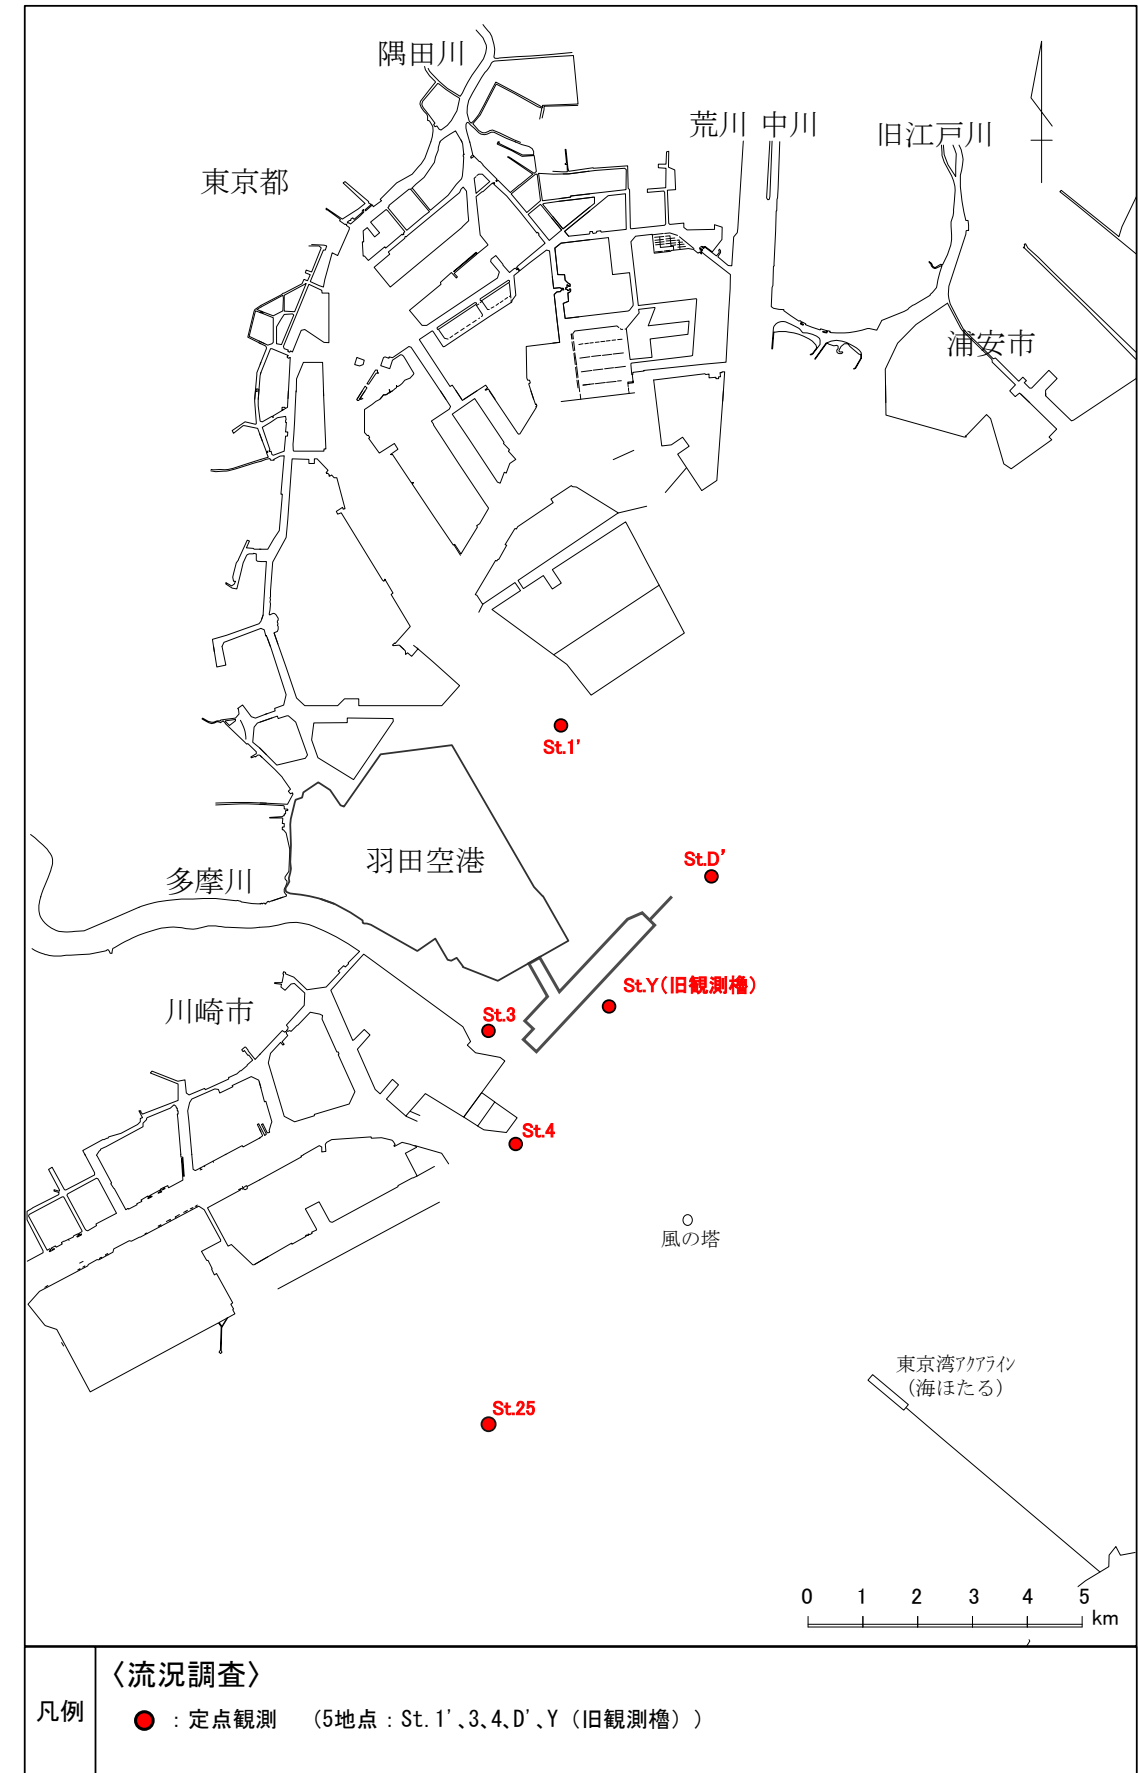 隅田川
荒川 中川
旧江戸川
東京都
浦安市
St.1'
羽田空港
St.D’
多摩川
St.Y(旧観測櫓)
川崎市
St.3
St.4
風の塔
東京湾ｱｸｱﾗｲﾝ
(海ほたる)
St.25
0 1 2 3 4 5
km
凡例
〈流況調査〉
：定点観測 （5地点：St.1'、3、4、D'、Y（旧観測櫓））